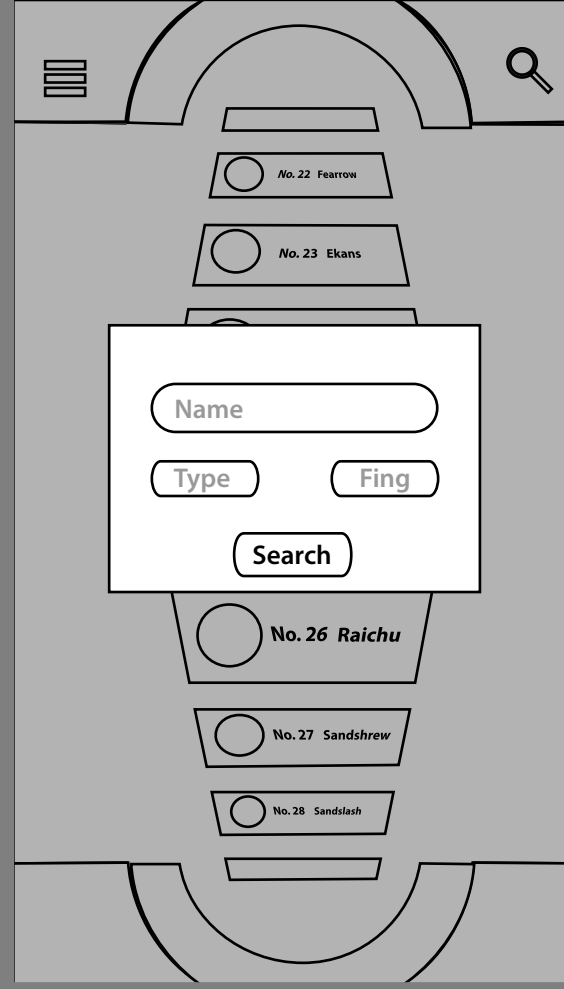 No. 22 Fearrow
No. 23 Ekans
Name
Type Fing
Search
No. 26 Raichu
No. 27 Sandshrew
No. 28 Sandslash